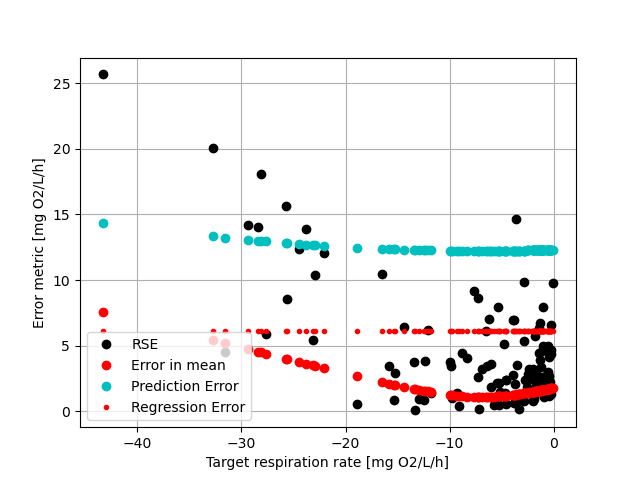 Error metric [mg O2/L/h]
25
20
15
10
5
0
RSE
Error in mean
Prediction Error
Regression Error
−40
−30
−20
−10
0
Target respiration rate [mg O2/L/h]